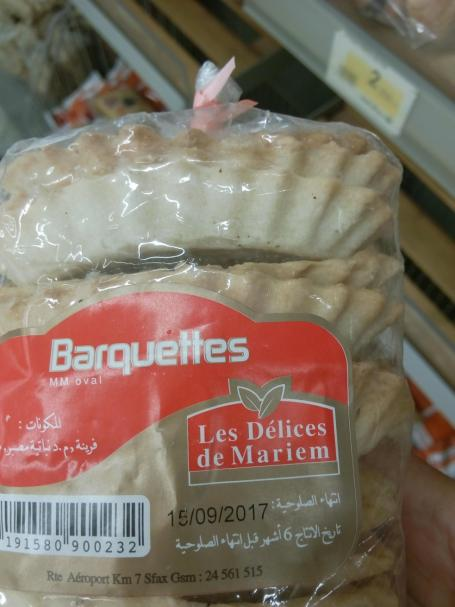 2
Barquettes
MM oval
Les Délices
de Mariem
المكونات :
انتهاء الصلوحية : 15/09/2017
تاريخ الانتاج 6 أشهر قبل انتهاء الصلوحية
191580 900232
Rte Aéroport Km 7 Sfax Gsm : 24 561 515